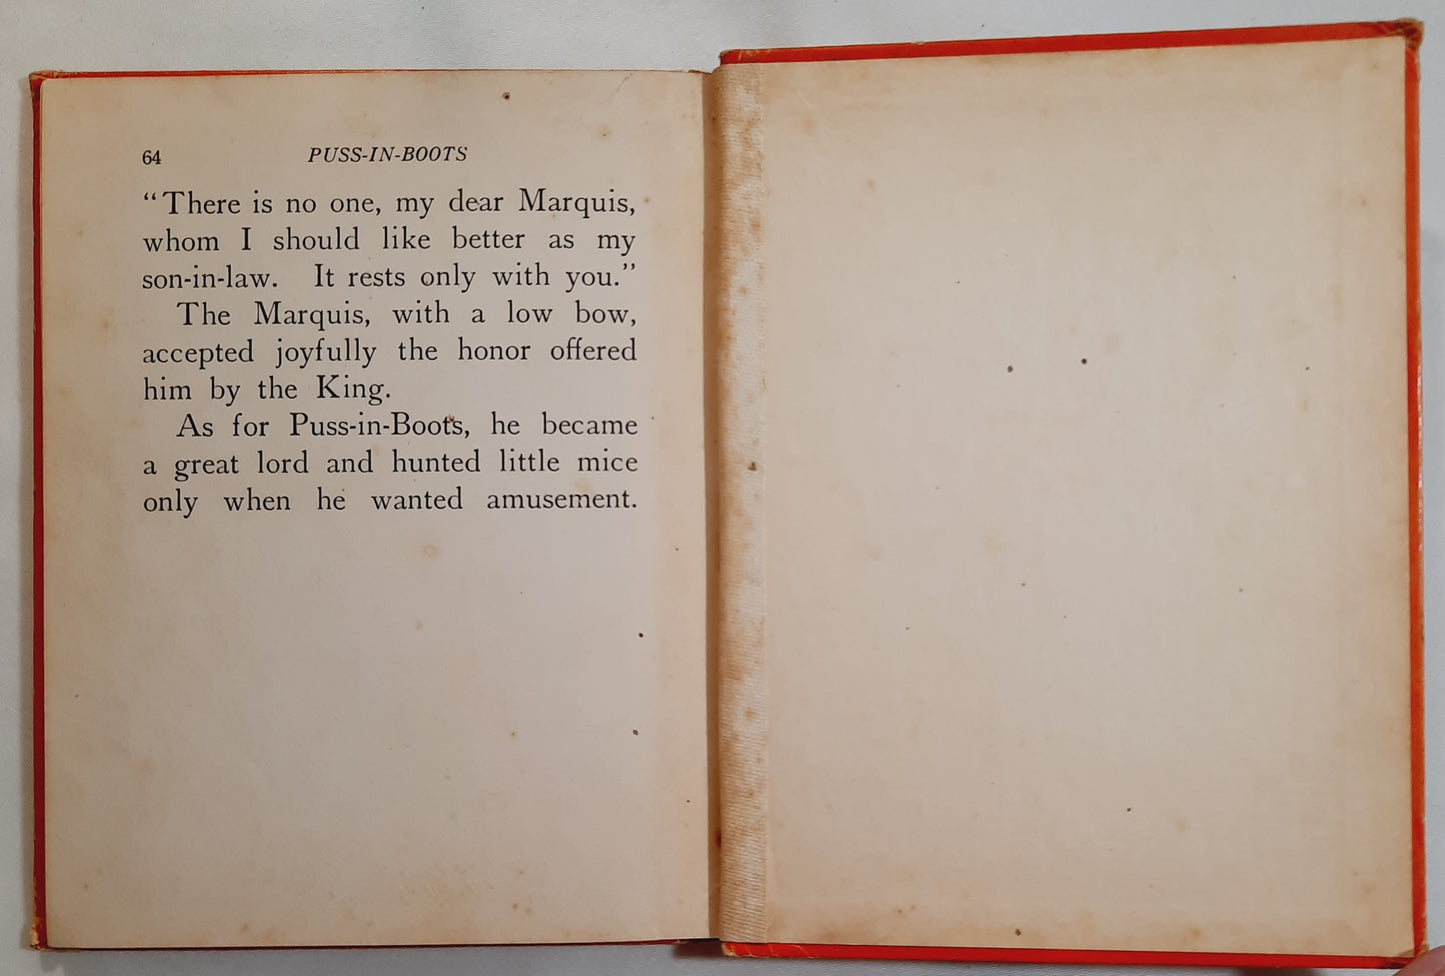 64 PUSS-IN-BOOTS
“There is no one, my dear Marquis,
whom I should like better as my
son-in-law. It rests only with you.”
The Marquis, with a low bow,
accepted joyfully the honor offered
him by the King.
As for Puss-in-Boots, he became
a great lord and hunted little mice
only when he wanted amusement.